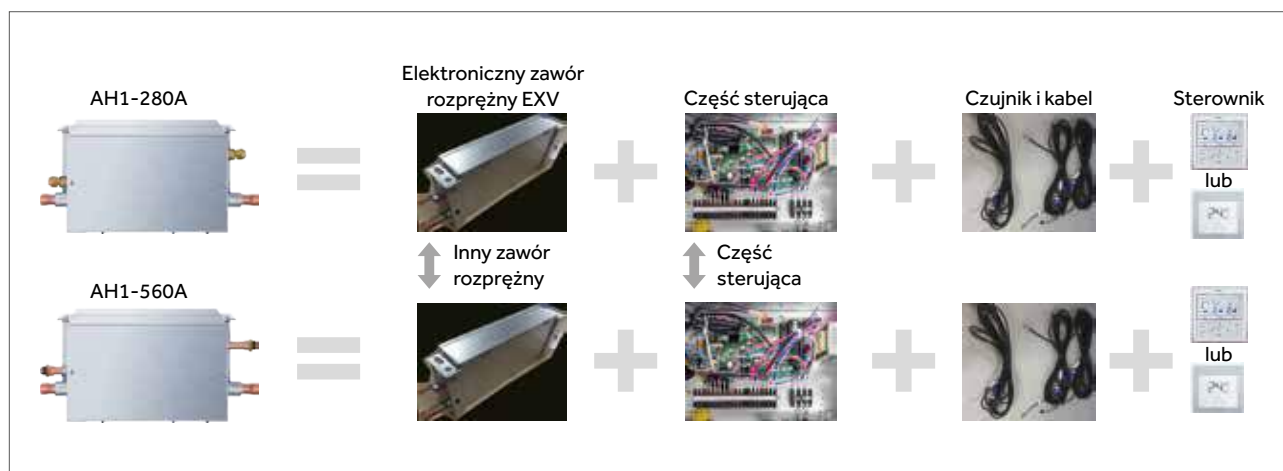 AH1-280A
Elektroniczny zawór
rozprężny EXV
Część sterująca
Czujnik i kabel
Sterownik
lub
Inny zawór
rozprężny
Część
sterująca
AH1-560A
lub